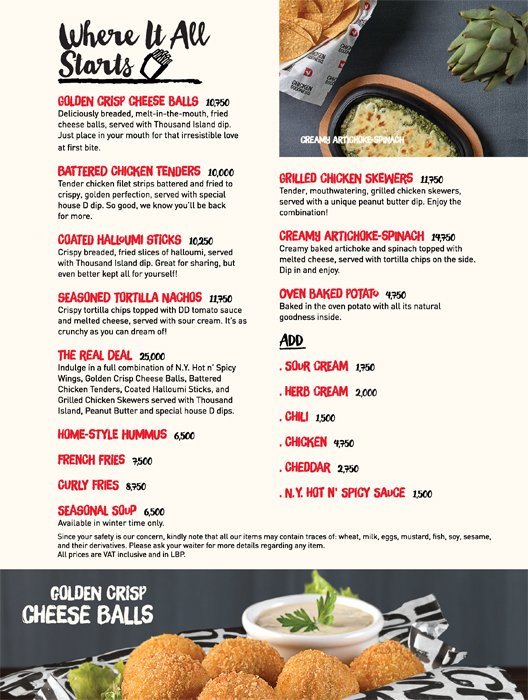 Where It All
Starts
GOLDEN CRISP CHEESE BALLS 10,750
Deliciously breaded, melt-in-the-mouth, fried
cheese balls, served with Thousand Island dip.
Just place in your mouth for that irresistible love
at first bite.
BATTERED CHICKEN TENDERS 10,000
Tender chicken filet strips battered and fried to
crispy, golden perfection, served with special
house D dip. So good, we know you'll be back
for more.
COATED HALLOUMI STICKS 10,250
Crispy breaded, fried slices of halloumi, served
with Thousand Island dip. Great for sharing, but
even better kept all for yourself!
SEASONED TORTILLA NACHOS 11,750
Crispy tortilla chips topped with DD tomato sauce
and melted cheese, served with sour cream. It's as
crunchy as you can dream of!
THE REAL DEAL 25,000
Indulge in a full combination of N.Y. Hot n' Spicy
Wings, Golden Crisp Cheese Balls, Battered
Chicken Tenders, Coated Halloumi Sticks, and
Grilled Chicken Skewers served with Thousand
Island, Peanut Butter and special house D dips.
HOME-STYLE HUMMUS 6,500
FRENCH FRIES 7,500
CURLY FRIES 8,750
SEASONAL SOUP 6,500
Available in winter time only.
CREAMY ARTICHOKE-SPINACH
GRILLED CHICKEN SKEWERS 11,750
Tender, mouthwatering, grilled chicken skewers,
served with a unique peanut butter dip. Enjoy the
combination!
CREAMY ARTICHOKE-SPINACH 14,750
Creamy baked artichoke and spinach topped with
melted cheese, served with tortilla chips on the side.
Dip in and enjoy.
OVEN BAKED POTATO 4,750
Baked in the oven potato with all its natural
goodness inside.
ADD
. SOUR CREAM 1,750
. HERB CREAM 2,000
. CHILI 1,500
. CHICKEN 4,750
. CHEDDAR 2,750
. N.Y. HOT N' SPICY SAUCE 1,500
Since your safety is our concern, kindly note that all our items may contain traces of: wheat, milk, eggs, mustard, fish, soy, sesame,
and their derivatives. Please ask your waiter for more details regarding any item.
All prices are VAT inclusive and in LBP.
GOLDEN CRISP
CHEESE BALLS